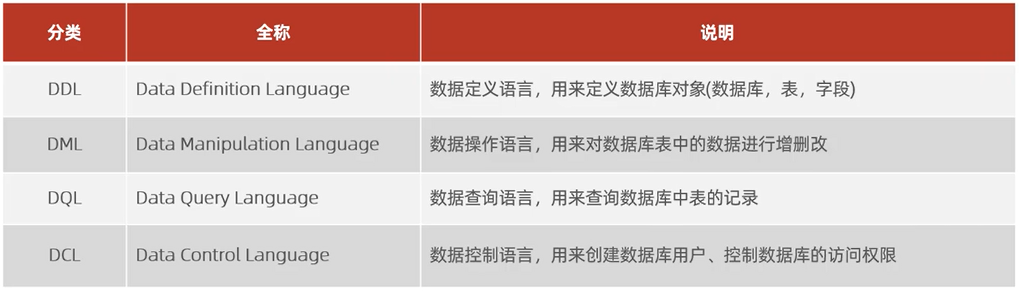 分类 全称 说明
DDL Data Definition Language 数据定义语言，用来定义数据库对象(数据库，表，字段)
DML Data Manipulation Language 数据操作语言，用来对数据库表中的数据进行增删改
DQL Data Query Language 数据查询语言，用来查询数据库中表的记录
DCL Data Control Language 数据控制语言，用来创建数据库用户、控制数据库的访问权限